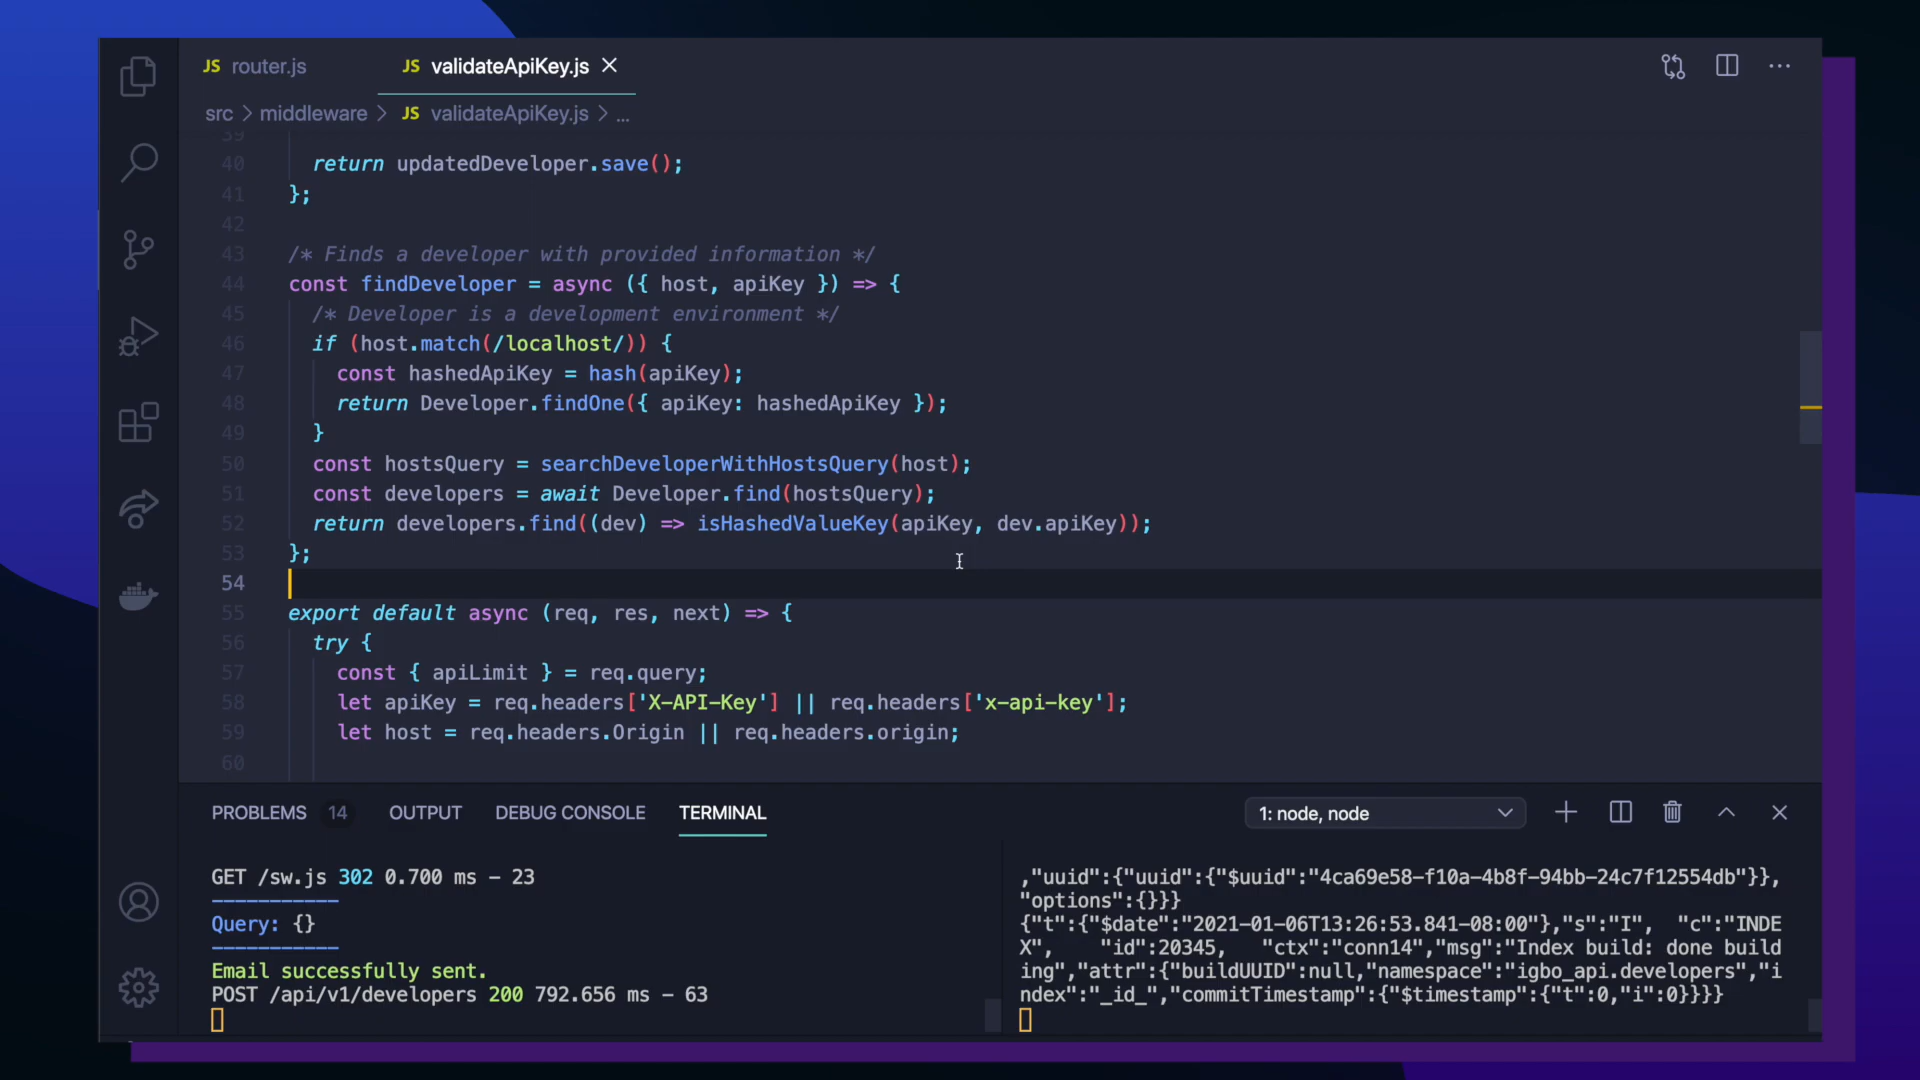 JS router.js
JS validateApiKey.js
src > middleware > JS validateApiKey.js > ...
39
40 return updatedDeveloper.save();
41 };
42
43 /* Finds a developer with provided information */
44 const findDeveloper = async ({ host, apiKey }) => {
45 /* Developer is a development environment */
46 if (host.match(/localhost/)) {
47 const hashedApiKey = hash(apiKey);
48 return Developer.findOne({ apiKey: hashedApiKey });
49 }
50 const hostsQuery = searchDeveloperWithHostsQuery(host);
51 const developers = await Developer.find(hostsQuery);
52 return developers.find((dev) => isHashedValueKey(apiKey, dev.apiKey));
53 };
54
55 export default async (req, res, next) => {
56 try {
57 const { apiLimit } = req.query;
58 let apiKey = req.headers['X-API-Key'] || req.headers['x-api-key'];
59 let host = req.headers.Origin || req.headers.origin;
60
PROBLEMS 14 OUTPUT DEBUG CONSOLE TERMINAL
1: node, node
GET /sw.js 302 0.700 ms - 23
-----------
Query: {}
-----------
Email successfully sent.
POST /api/v1/developers 200 792.656 ms - 63
,"uuid":{"uuid":{"$uuid":"4ca69e58-f10a-4b8f-94bb-24c7f12554db"}},
"options":{}}}
{"t":{"$date":"2021-01-06T13:26:53.841-08:00"},"s":"I", "c":"INDE
X", "id":20345, "ctx":"conn14","msg":"Index build: done build
ing","attr":{"buildUUID":null,"namespace":"igbo_api.developers","i
ndex":"_id_","commitTimestamp":{"$timestamp":{"t":0,"i":0}}}}